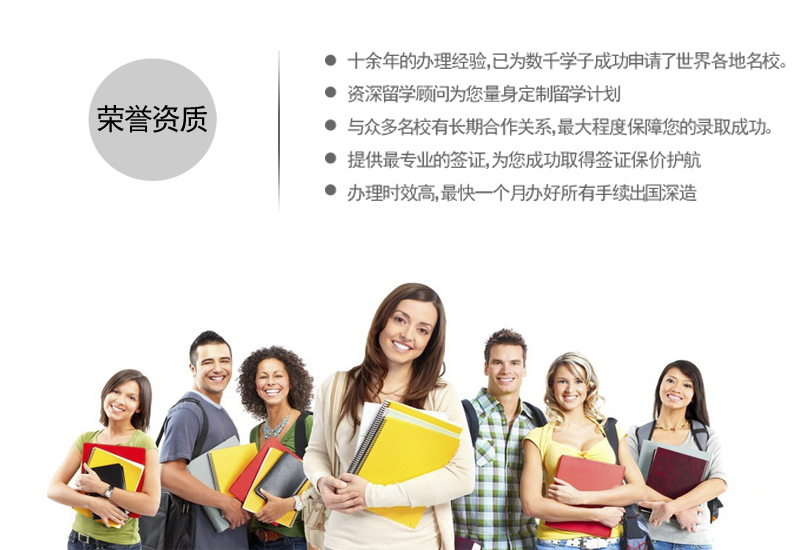 荣誉资质
十余年的办理经验,已为数千学子成功申请了世界各地名校。
资深留学顾问为您量身定制留学计划
与众多名校有长期合作关系,最大程度保障您的录取成功。
提供最专业的签证,为您成功取得签证保价护航
办理时效高,最快一个月办好所有手续出国深造